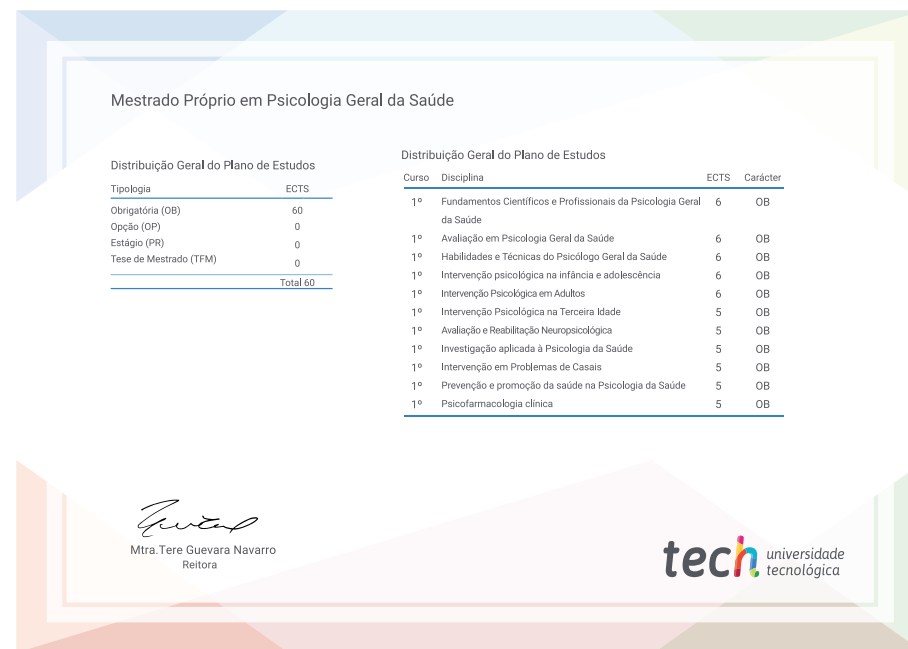 Mestrado Próprio em Psicologia Geral da Saúde
Distribuição Geral do Plano de Estudos
Tipologia ECTS
Obrigatória (OB) 60
Opção (OP) 0
Estágio (PR) 0
Tese de Mestrado (TFM) 0
Total 60
Distribuição Geral do Plano de Estudos
Curso Disciplina ECTS Carácter
1º Fundamentos Científicos e Profissionais da Psicologia Geral 6 OB
da Saúde
1º Avaliação em Psicologia Geral da Saúde 6 OB
1º Habilidades e Técnicas do Psicólogo Geral da Saúde 6 OB
1º Intervenção psicológica na infância e adolescência 6 OB
1º Intervenção Psicológica em Adultos 6 OB
1º Intervenção Psicológica na Terceira Idade 5 OB
1º Avaliação e Reabilitação Neuropsicológica 5 OB
1º Investigação aplicada à Psicologia da Saúde 5 OB
1º Intervenção em Problemas de Casais 5 OB
1º Prevenção e promoção da saúde na Psicologia da Saúde 5 OB
1º Psicofarmacologia clínica 5 OB
Mtra.Tere Guevara Navarro
Reitora
tech universidade
tecnológica